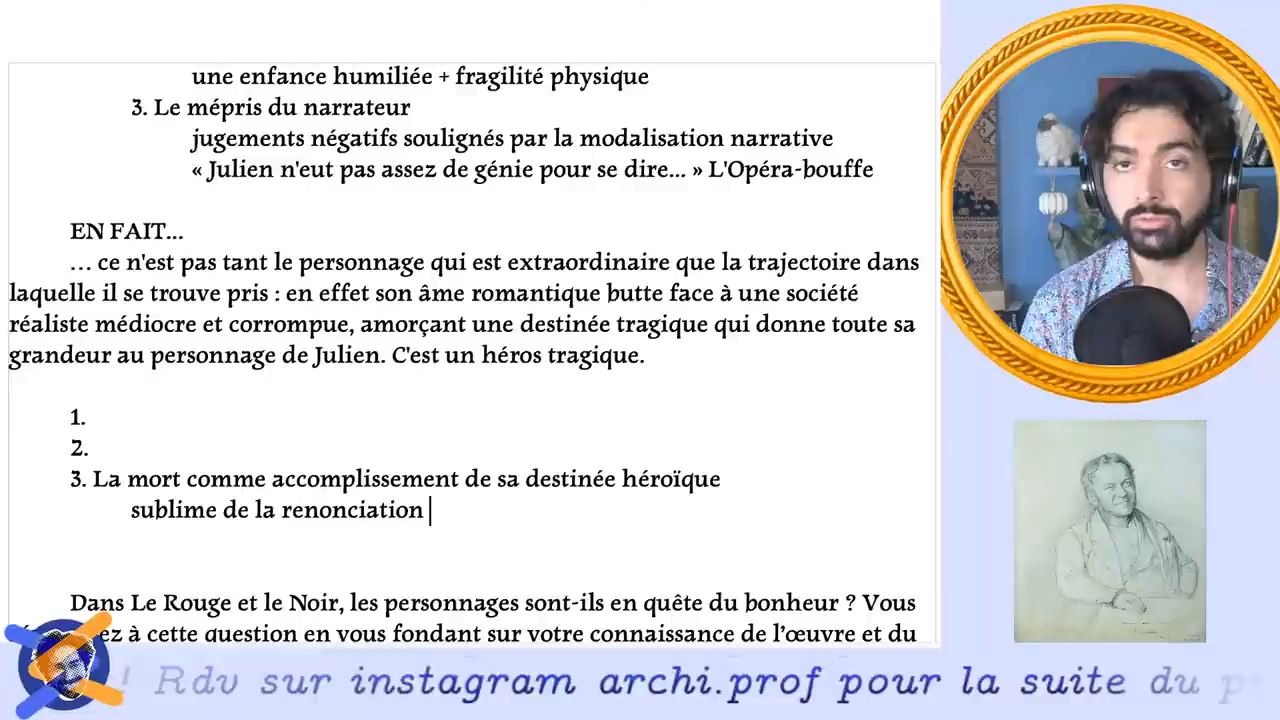 une enfance humiliée + fragilité physique
3. Le mépris du narrateur
jugements négatifs soulignés par la modalisation narrative
« Julien n'eut pas assez de génie pour se dire... » L'Opéra-bouffe
EN FAIT...
... ce n'est pas tant le personnage qui est extraordinaire que la trajectoire dans
laquelle il se trouve pris : en effet son âme romantique butte face à une société
réaliste médiocre et corrompue, amorçant une destinée tragique qui donne toute sa
grandeur au personnage de Julien. C'est un héros tragique.
1.
2.
3. La mort comme accomplissement de sa destinée héroïque
sublime de la renonciation
Dans Le Rouge et le Noir, les personnages sont-ils en quête du bonheur ? Vous
ez à cette question en vous fondant sur votre connaissance de l'œuvre et du
! Rdv sur instagram archi.prof pour la suite du